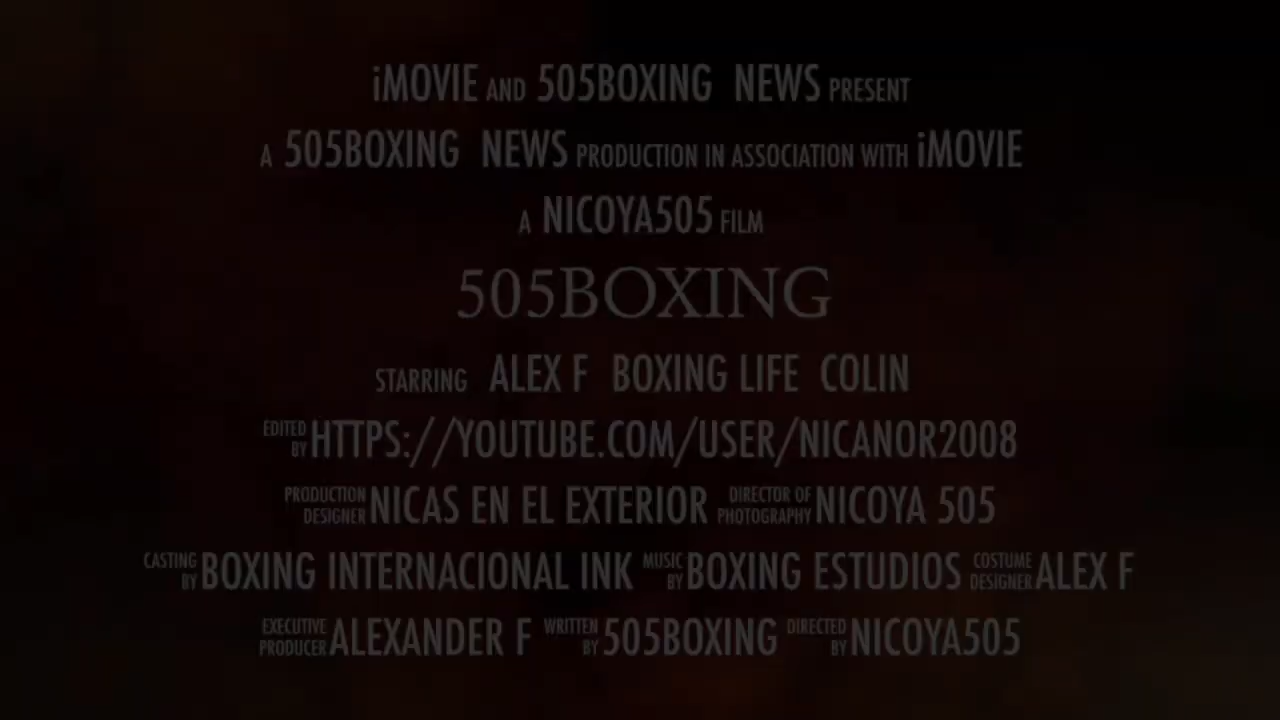 iMOVIE AND 505BOXING NEWS PRESENT
A 505BOXING NEWS PRODUCTION IN ASSOCIATION WITH iMOVIE
A NICOYA505 FILM
505BOXING
STARRING ALEX F BOXING LIFE COLIN
EDITED BY HTTPS://YOUTUBE.COM/USER/NICANOR2008
PRODUCTION DESIGNER NICAS EN EL EXTERIOR DIRECTOR OF PHOTOGRAPHY NICOYA 505
CASTING BY BOXING INTERNACIONAL INK MUSIC BY BOXING ESTUDIOS COSTUME DESIGNER ALEX F
EXECUTIVE PRODUCER ALEXANDER F WRITTEN BY 505BOXING DIRECTED BY NICOYA505